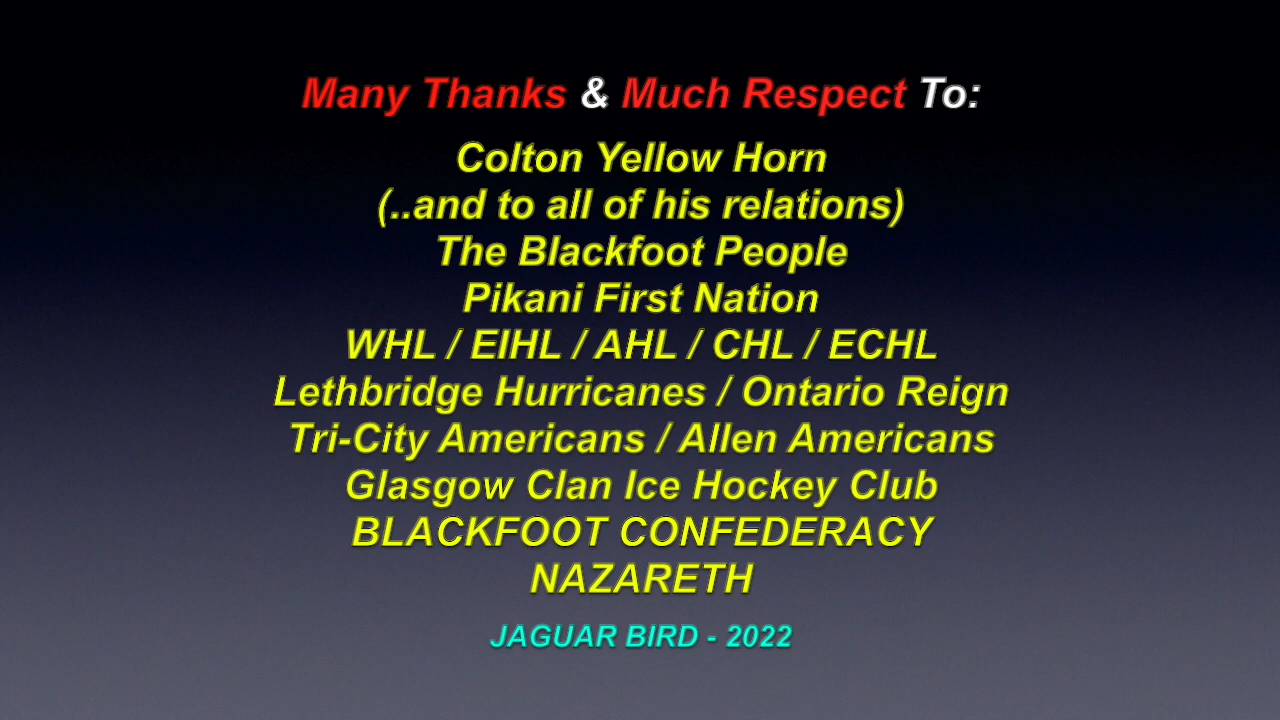 Many Thanks & Much Respect To:
Colton Yellow Horn
(..and to all of his relations)
The Blackfoot People
Pikani First Nation
WHL / EIHL / AHL / CHL / ECHL
Lethbridge Hurricanes / Ontario Reign
Tri-City Americans / Allen Americans
Glasgow Clan Ice Hockey Club
BLACKFOOT CONFEDERACY
NAZARETH
JAGUAR BIRD - 2022